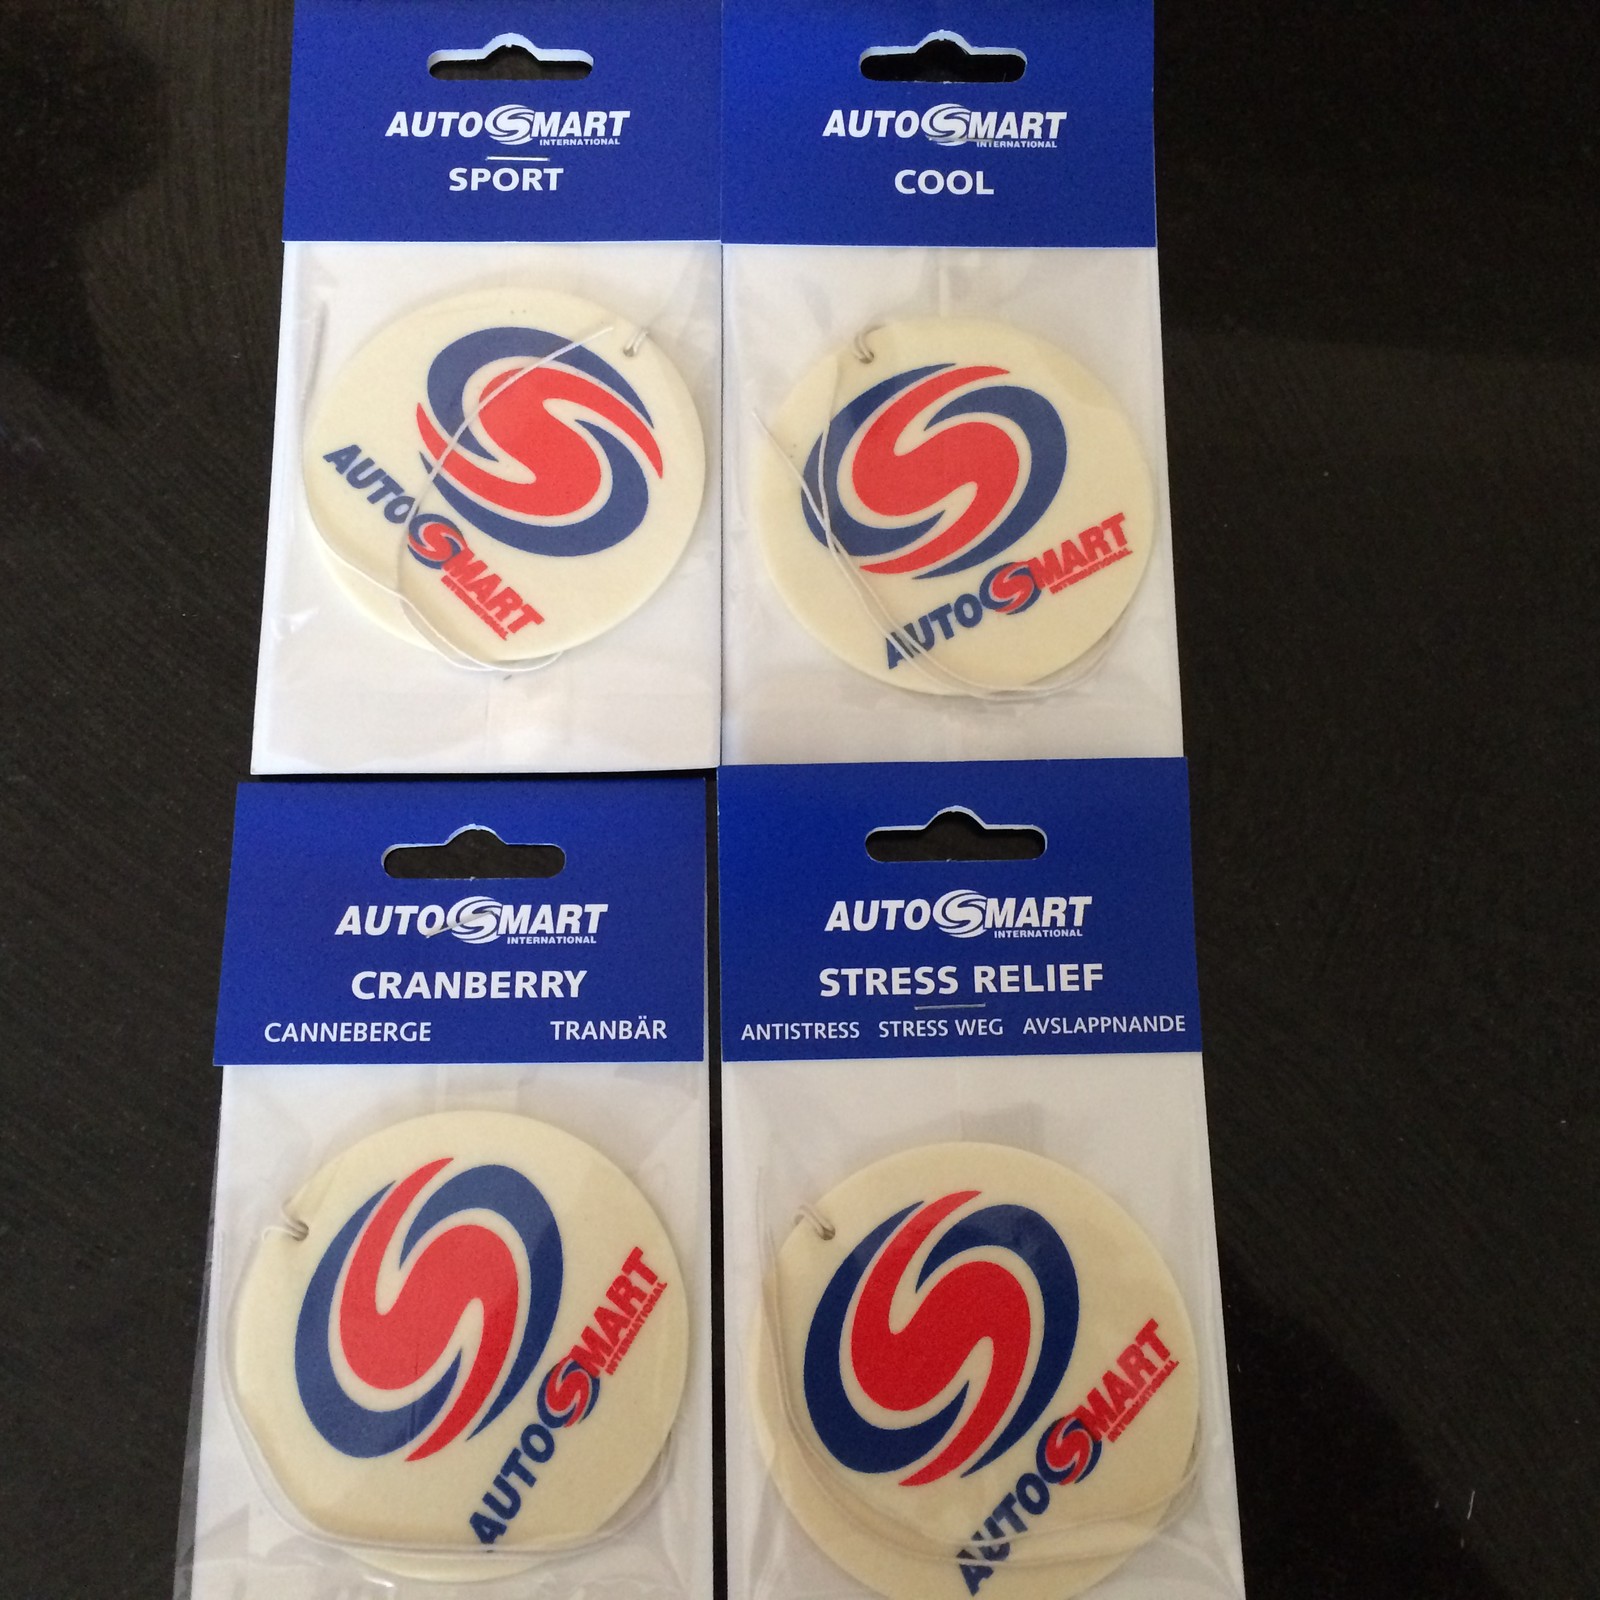 AUTOSMART
INTERNATIONAL
SPORT
AUTOSMART
INTERNATIONAL
AUTOSMART
INTERNATIONAL
COOL
AUTOSMART
INTERNATIONAL
AUTOSMART
INTERNATIONAL
CRANBERRY
CANNEBERGE TRANBÄR
AUTOSMART
INTERNATIONAL
AUTOSMART
INTERNATIONAL
STRESS RELIEF
ANTISTRESS STRESS WEG AVSLAPPNANDE
AUTOSMART
INTERNATIONAL